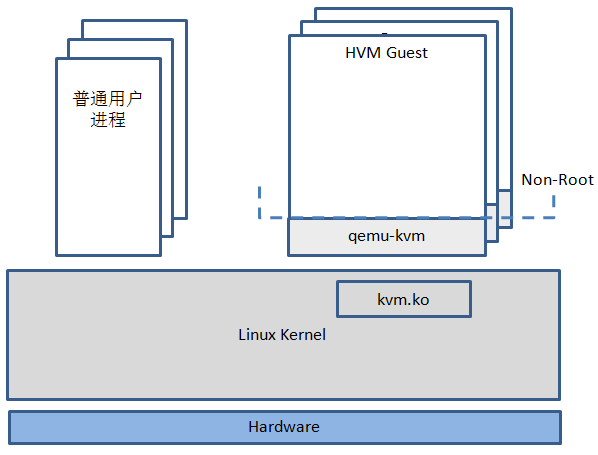 HVM Guest
普通用户
进程
Non-Root
qemu-kvm
kvm.ko
Linux Kernel
Hardware